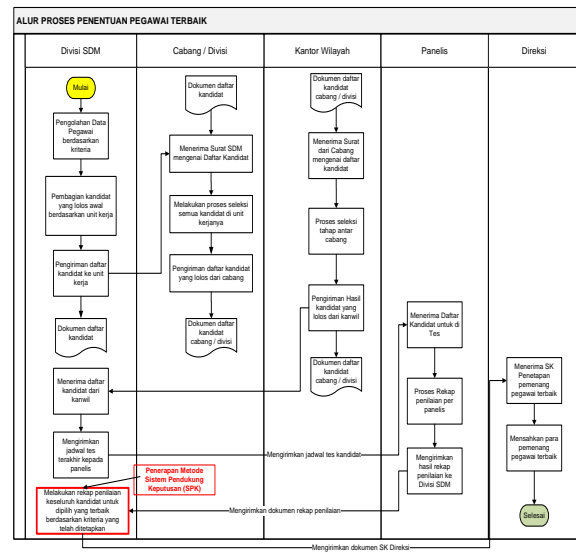 ALUR PROSES PENENTUAN PEGAWAI TERBAIK
Divisi SDM
Cabang / Divisi
Kantor Wilayah
Panelis
Direksi
Mulai
Pengolahan Data
Pegawai
berdasarkan
kriteria
Pembagian kandidat
yang lolos awal
berdasarkan unit kerja
Pengiriman daftar
kandidat ke unit
kerja
Dokumen daftar
kandidat
Menerima daftar
kandidat dari
kanwil
Mengirimkan
jadwal tes
terakhir kepada
panelis
Melakukan rekap penilaian
keseluruh kandidat untuk
dipilih yang terbaik
berdasarkan kriteria yang
telah ditetapkan
Penerapan Metode
Sistem Pendukung
Keputusan (SPK)
Dokumen daftar
kandidat
Menerima Surat SDM
mengenai Daftar Kandidat
Melakukan proses seleksi
semua kandidat di unit
kerjanya
Pengiriman daftar kandidat
yang lolos dari cabang
Dokumen daftar
kandidat
cabang / divisi
Dokumen daftar
kandidat
cabang / divisi
Menerima Surat
dari Cabang
mengenai daftar
kandidat
Proses seleksi
tahap antar
cabang
Pengiriman Hasil
kandidat yang
lolos dari kanwil
Dokumen daftar
kandidat
cabang / divisi
Mengirimkan jadwal tes kandidat
Mengirimkan dokumen rekap penilaian
Mengirimkan dokumen SK Direksi
Menerima Daftar
Kandidat untuk di
Tes
Proses Rekap
penilaian per
panelis
Mengirimkan
hasil rekap
penilaian ke
Divisi SDM
Menerima SK
Penetapan
pemenang
pegawai terbaik
Mensahkan para
pemenang
pegawai terbaik
Selesai